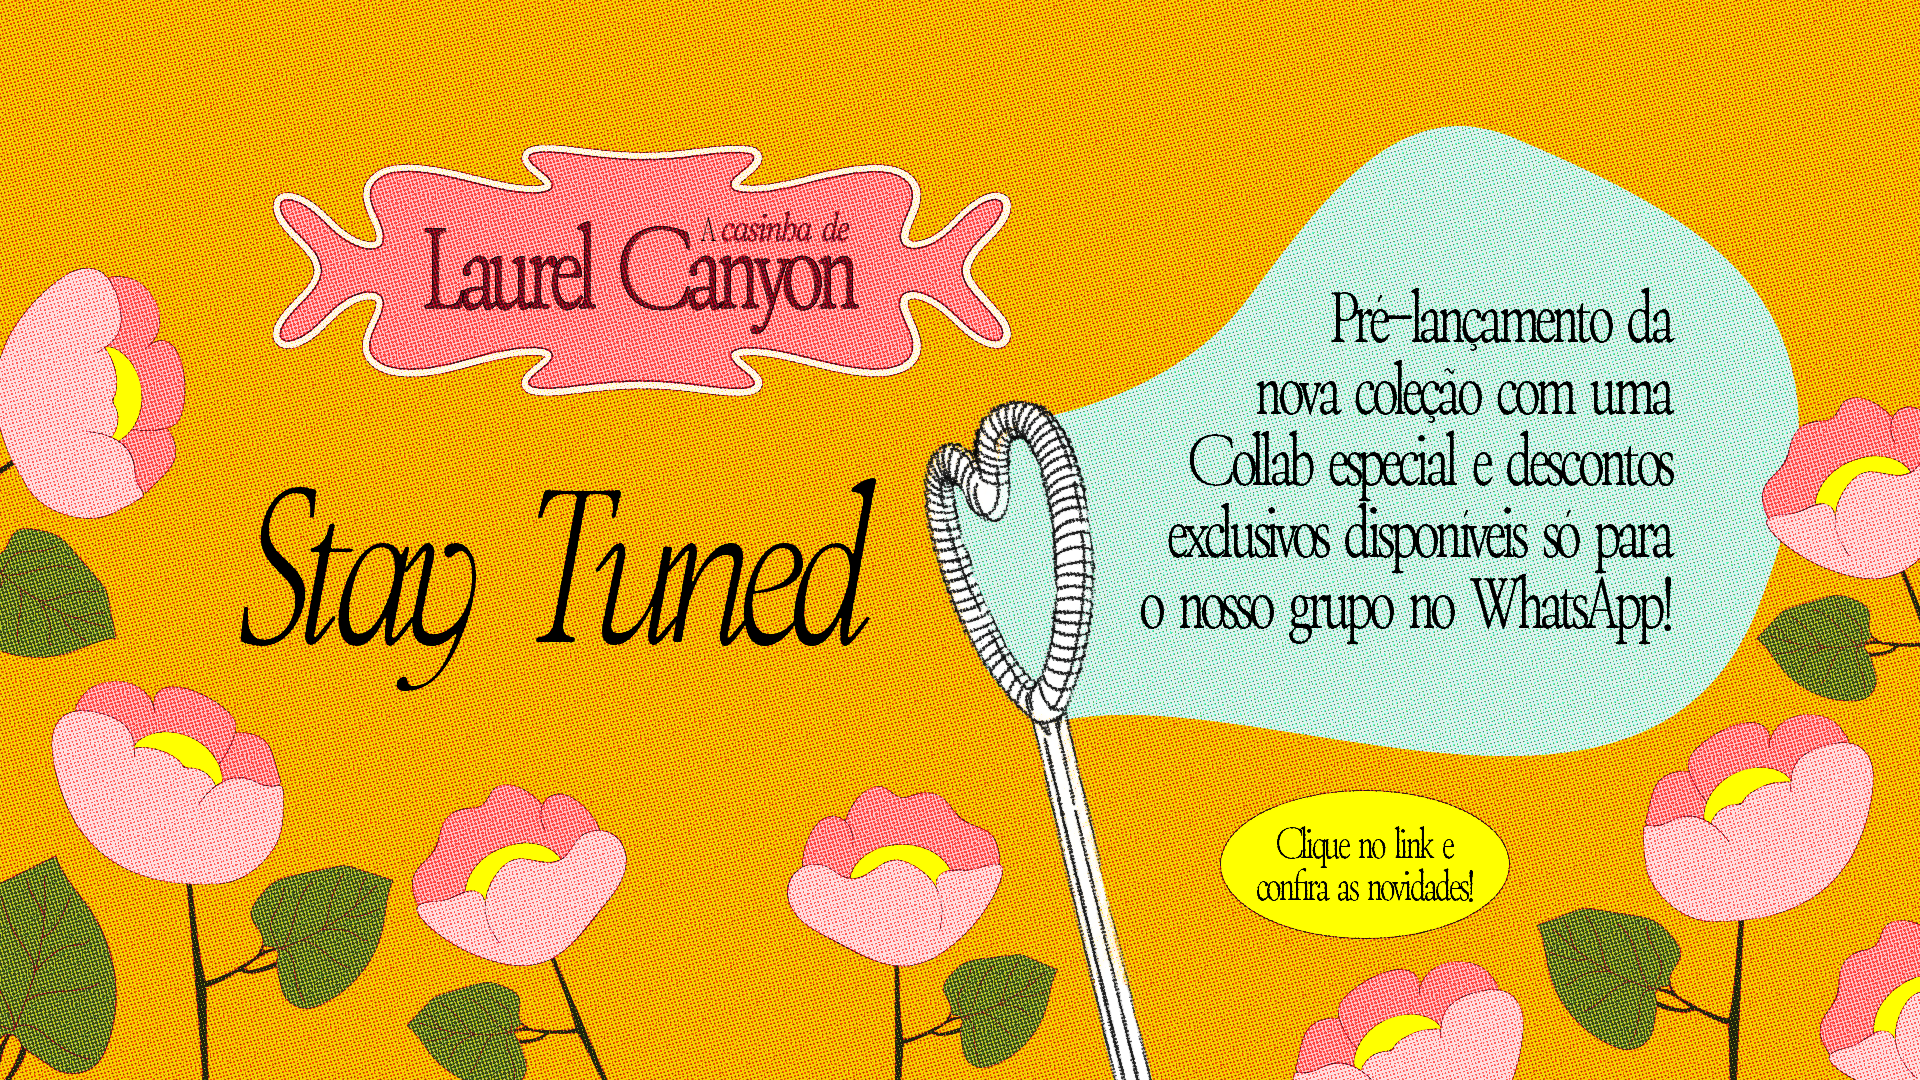 A casinha de
Laurel Canyon
Stay Tuned
Pré-lançamento da
nova coleção com uma
Collab especial e descontos
exclusivos disponíveis só para
o nosso grupo no WhatsApp!
Clique no link e
confira as novidades!